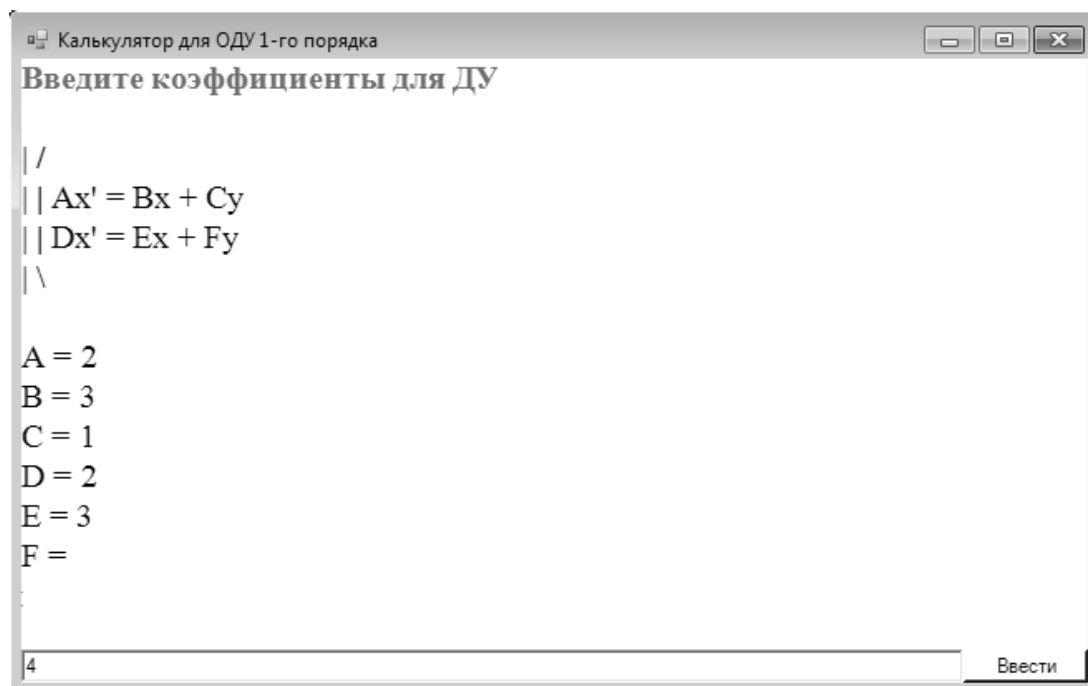 Калькулятор для ОДУ 1-го порядка
Введите коэффициенты для ДУ
| /
| | Ax' = Bx + Cy
| | Dx' = Ex + Fy
| \
A = 2
B = 3
C = 1
D = 2
E = 3
F =
4
Ввести